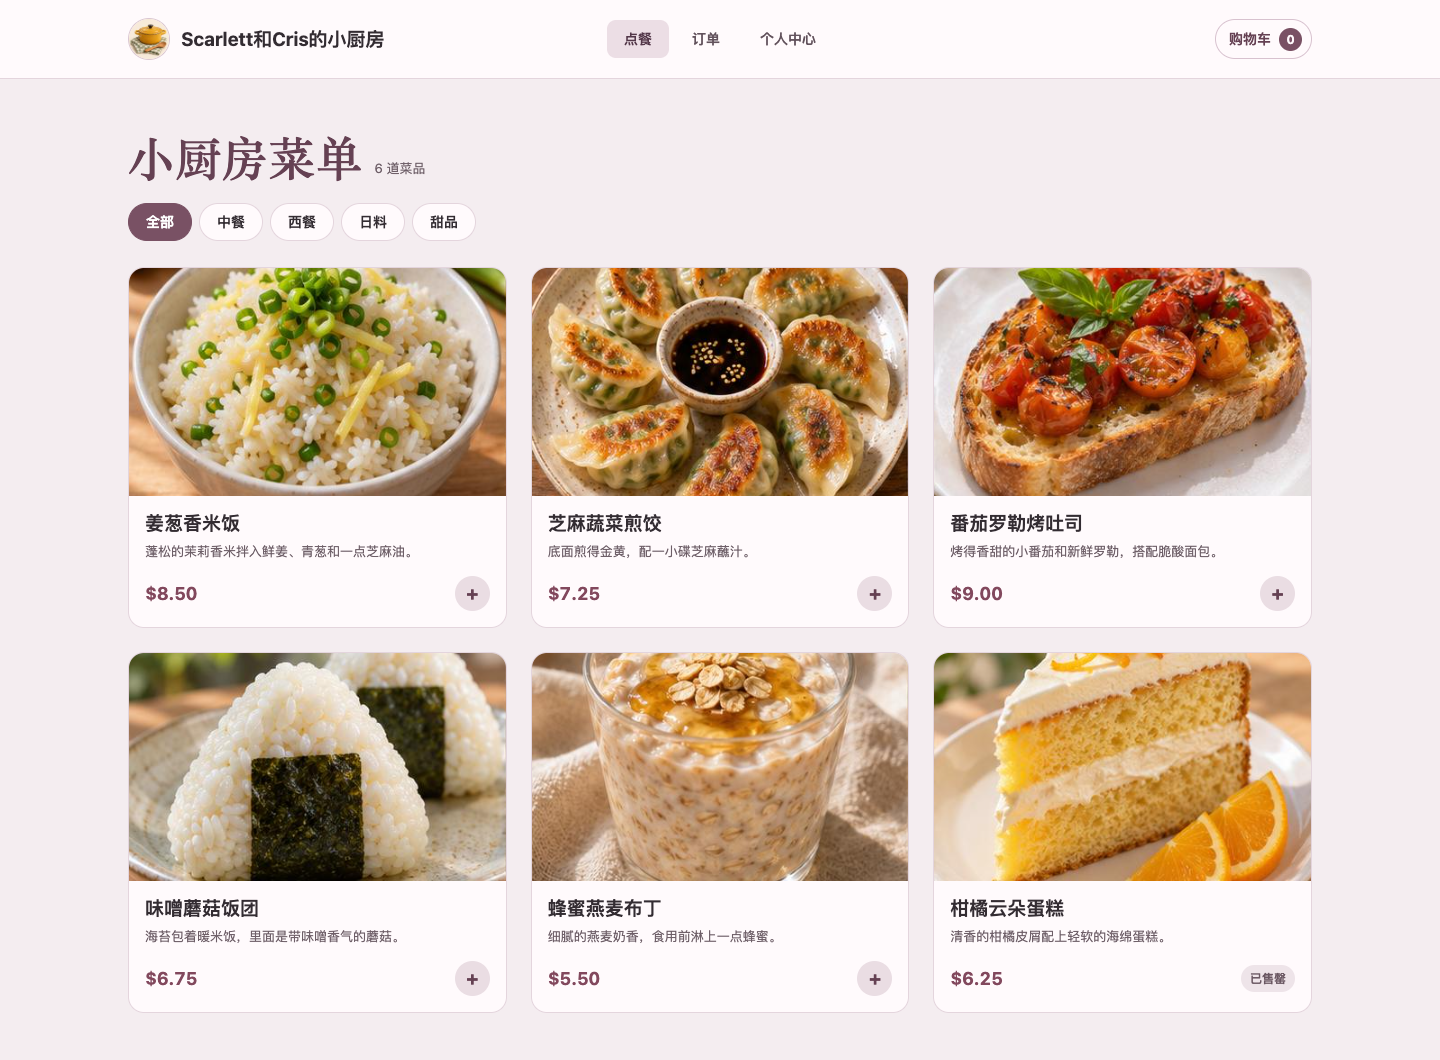 Scarlett和Cris的小厨房
点餐
订单
个人中心
购物车 0
小厨房菜单 6 道菜品
全部
中餐
西餐
日料
甜品
姜葱香米饭
蓬松的茉莉香米拌入鲜姜、青葱和一点芝麻油。
$8.50
+
芝麻蔬菜煎饺
底面煎得金黄，配一小碟芝麻蘸汁。
$7.25
+
番茄罗勒烤吐司
烤得香甜的小番茄和新鲜罗勒，搭配脆酸面包。
$9.00
+
味噌蘑菇饭团
海苔包着暖米饭，里面是带味噌香气的蘑菇。
$6.75
+
蜂蜜燕麦布丁
细腻的燕麦奶香，食用前淋上一点蜂蜜。
$5.50
+
柑橘云朵蛋糕
清香的柑橘皮屑配上轻软的海绵蛋糕。
$6.25
已售罄